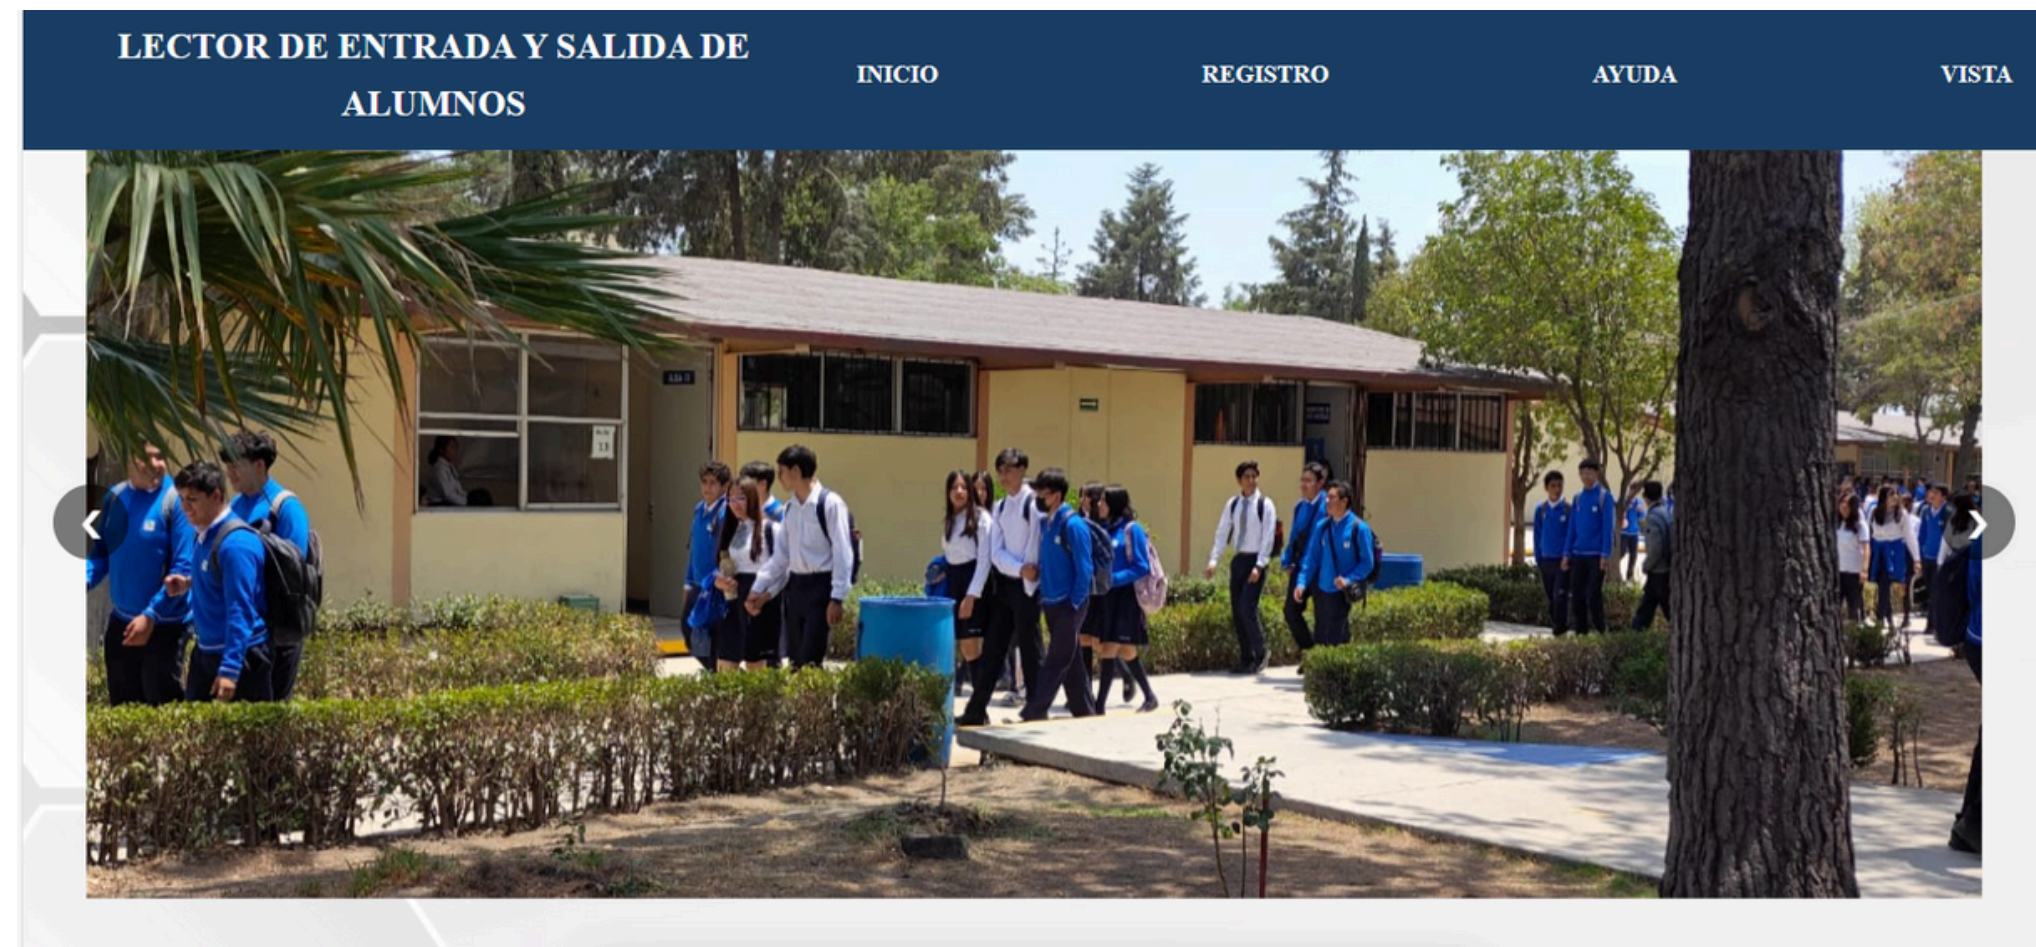 LECTOR DE ENTRADA Y SALIDA DE
ALUMNOS
INICIO
REGISTRO
AYUDA
VISTA